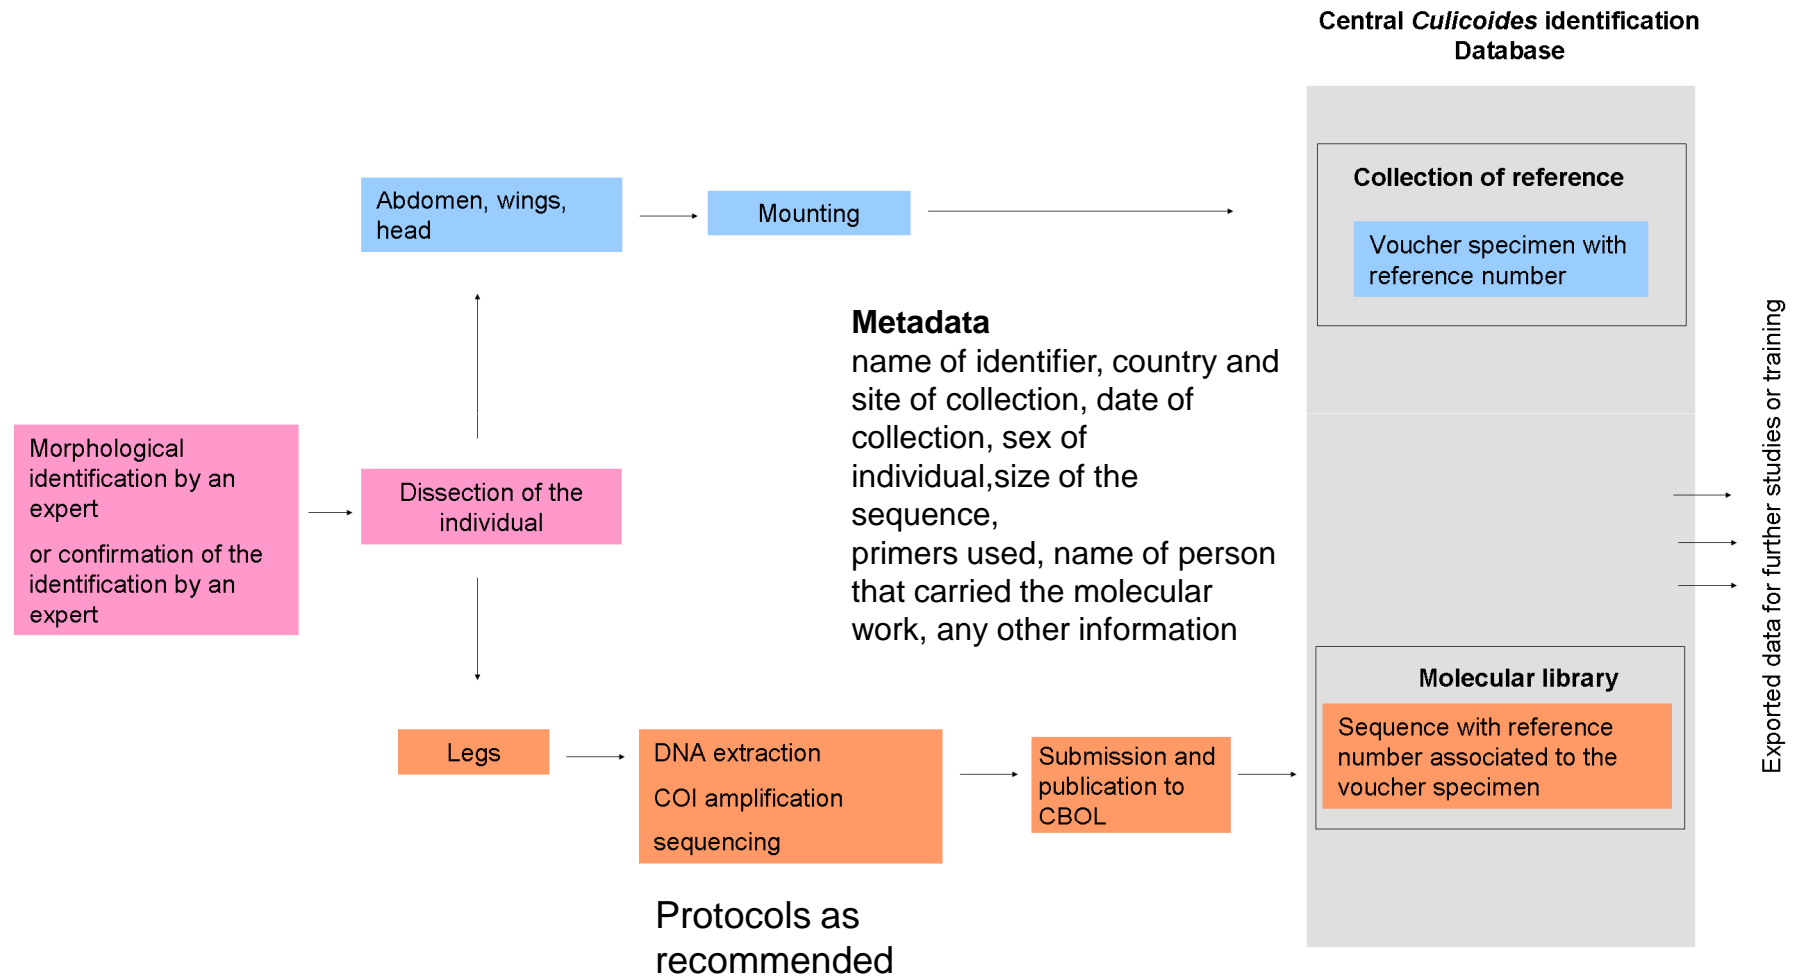 Central Culicoides identification
Database
Collection of reference
Abdomen, wings,
head
Mounting
Voucher specimen with
reference number
Metadata
name of identifier, country and
site of collection, date of
collection, sex of
individual,size of the
sequence,
primers used, name of person
that carried the molecular
work, any other information
Morphological
identification by an
expert
or confirmation of the
identification by an
expert
Dissection of the
individual
Exported data for further studies or training
Molecular library
Legs
DNA extraction
COI amplification
sequencing
Submission and
publication to
CBOL
Sequence with reference
number associated to the
voucher specimen
Protocols as
recommended